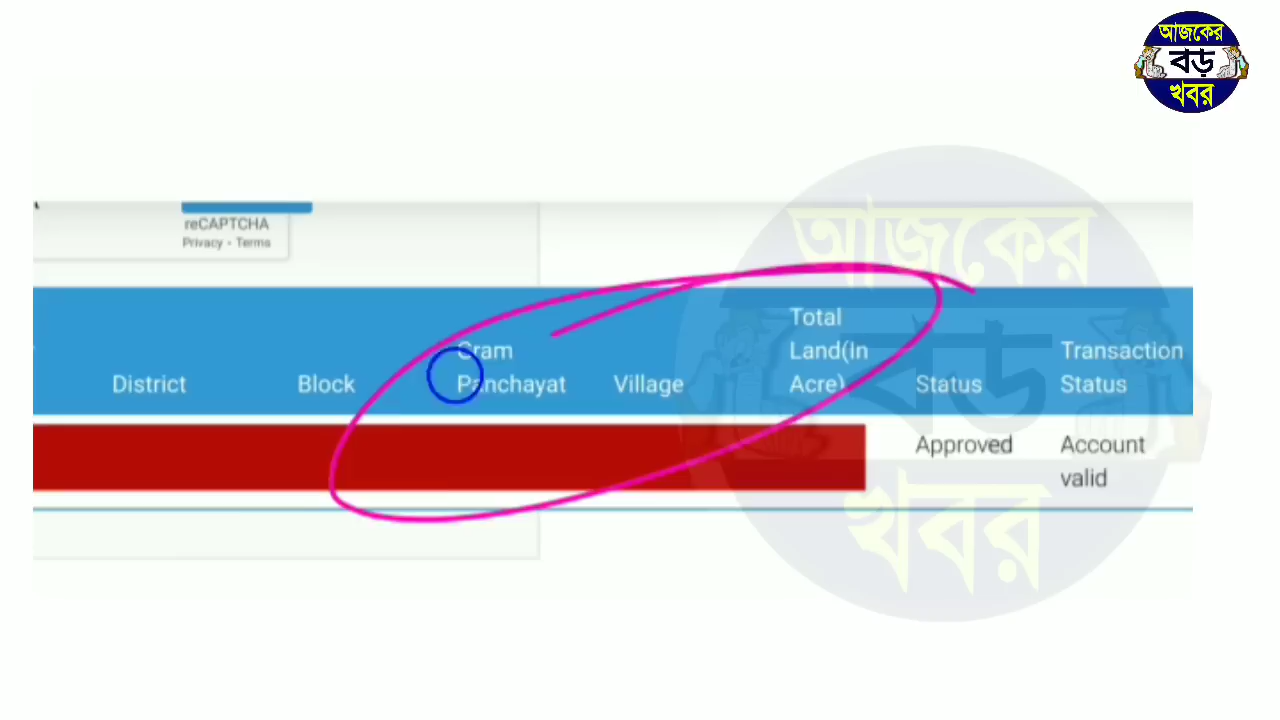 আজকের
বড়
খবর
reCAPTCHA
Privacy - Terms
District
Block
Gram
Panchayat
Village
Total
Land(In
Acre)
Status
Transaction
Status
Approved
Account
valid
আজকের
বড়
খবর